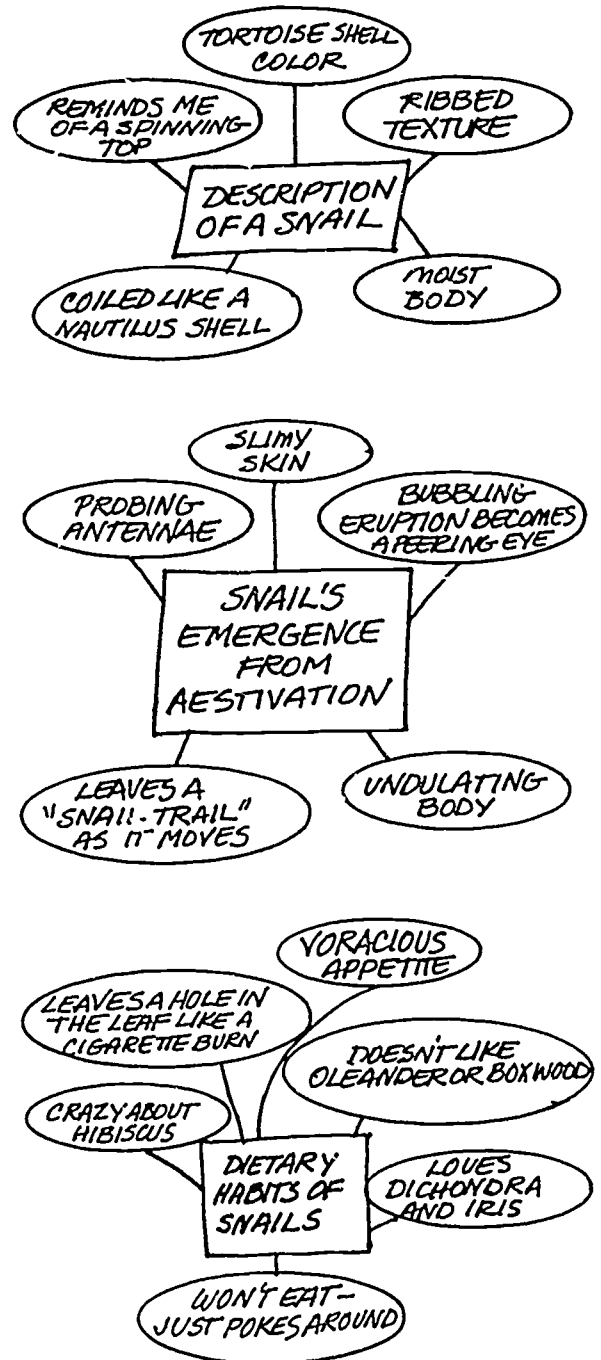 TORTOISE SHELL
COLOR
REMINDS ME
OF A SPINNING
TOP
RIBBED
TEXTURE
DESCRIPTION
OF A SNAIL
COILED LIKE A
NAUTILUS SHELL
MOIST
BODY
SLIMY
SKIN
PROBING
ANTENNAE
BUBBLING
ERUPTION BECOMES
A PEERING EYE
SNAIL'S
EMERGENCE
FROM
AESTIVATION
LEAVES A
"SNAIL-TRAIL"
AS IT MOVES
UNDULATING
BODY
VORACIOUS
APPETITE
LEAVES A HOLE IN
THE LEAF LIKE A
CIGARETTE BURN
DOESN'T LIKE
OLEANDER OR BOXWOOD
CRAZY ABOUT
HIBISCUS
DIETARY
HABITS OF
SNAILS
LOVES
DICHONDRA
AND IRIS
WON'T EAT-
JUST POKES AROUND